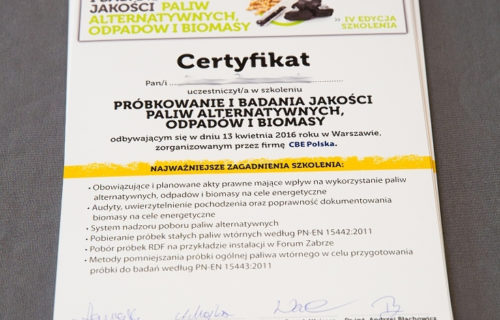 I BADANIA
JAKOŚCI PALIW
ALTERNATYWNYCH,
ODPADÓW I BIOMASY
» IV EDYCJA
SZKOLENIA
Certyfikat
Pan/i
uczestniczył/a w szkoleniu
PRÓBKOWANIE I BADANIA JAKOŚCI
PALIW ALTERNATYWNYCH,
ODPADÓW I BIOMASY
odbywającym się w dniu 13 kwietnia 2016 roku w Warszawie,
zorganizowanym przez firmę CBE Polska.
NAJWAŻNIEJSZE ZAGADNIENIA SZKOLENIA:
• Obowiązujące i planowane akty prawne mające wpływ na wykorzystanie paliw
alternatywnych, odpadów i biomasy na cele energetyczne
• Audyty, uwierzytelnienie pochodzenia oraz poprawność dokumentowania
biomasy na cele energetyczne
• System nadzoru poboru paliw alternatywnych
• Pobieranie próbek stałych paliw wtórnych według PN-EN 15442:2011
• Pobór próbek RDF na przykładzie instalacji w Forum Zabrze
• Metody pomniejszania próbki ogólnej paliwa wtórnego w celu przygotowania
próbki do badań według PN-EN 15443:2011
Andrzej Błachowicz